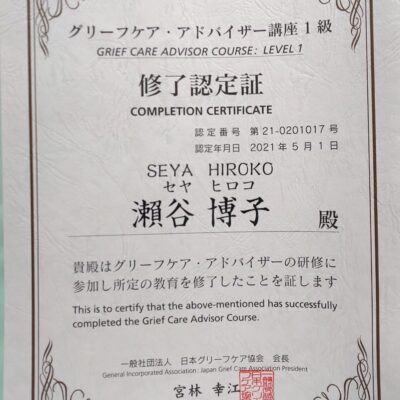 グリーフケア・アドバイザー講座1級
GRIEF CARE ADVISOR COURSE: LEVEL 1
修了認定証
COMPLETION CERTIFICATE
認定番号 第21-0201017号
認定年月日 2021年5月1日
SEYA HIROKO
セヤ ヒロコ
瀬谷 博子 殿
貴殿はグリーフケア・アドバイザーの研修に
参加し所定の教育を修了したことを証します
This is to certify that the above-mentioned has successfully
completed the Grief Care Advisor Course.
一般社団法人 日本グリーフケア協会 会長
General Incorporated Association: Japan Grief Care Association President
宮林 幸江